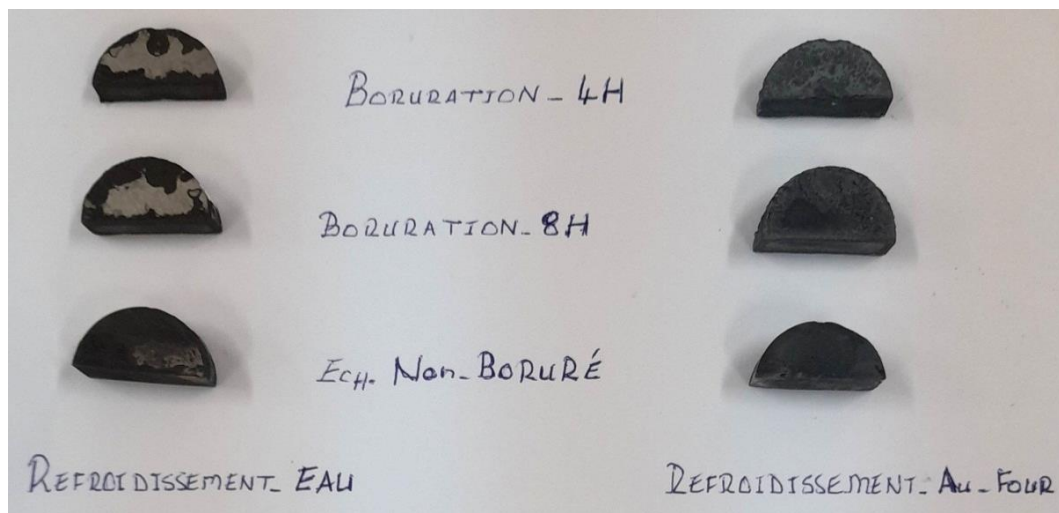 BORURATION_4H
BORURATION_8H
ECH. Non_BORURÉ
REFROIDISSEMENT_EAU
REFROIDISSEMENT_Au_FOUR